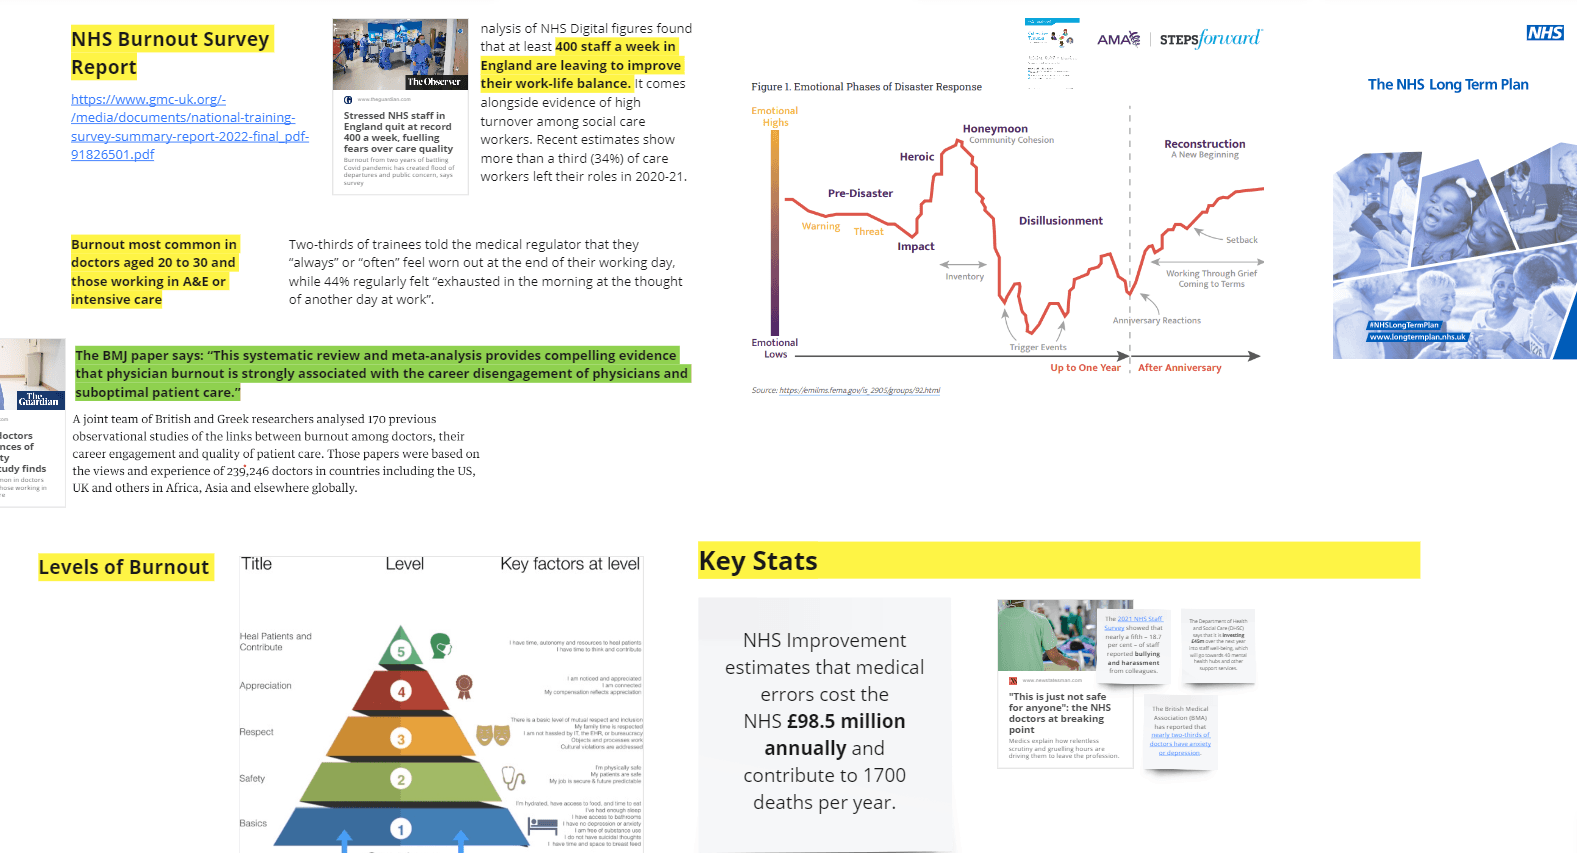 NHS Burnout Survey
Report
https://www.gmc-uk.org/-
/media/documents/national-training-
survey-summary-report-2022-final_pdf-
91826501.pdf
The Observer
www.theguardian.com
Stressed NHS staff in
England quit at record
400 a week, fuelling
fears over care quality
Burnout from two years of battling
Covid pandemic has created flood of
departures and public concern, says
survey
nalysis of NHS Digital figures found
that at least 400 staff a week in
England are leaving to improve
their work-life balance. It comes
alongside evidence of high
turnover among social care
workers. Recent estimates show
more than a third (34%) of care
workers left their roles in 2020-21.
Burnout most common in
doctors aged 20 to 30 and
those working in A&E or
intensive care
Two-thirds of trainees told the medical regulator that they
“always” or “often” feel worn out at the end of their working day,
while 44% regularly felt “exhausted in the morning at the thought
of another day at work”.
The Guardian
doctors
nces of
ty
tudy finds
The BMJ paper says: “This systematic review and meta-analysis provides compelling evidence
that physician burnout is strongly associated with the career disengagement of physicians and
suboptimal patient care.”
A joint team of British and Greek researchers analysed 170 previous
observational studies of the links between burnout among doctors, their
career engagement and quality of patient care. Those papers were based on
the views and experience of 239,246 doctors in countries including the US,
UK and others in Africa, Asia and elsewhere globally.
AMA | STEPSforward
Figure 1. Emotional Phases of Disaster Response
Emotional
Highs
Honeymoon
Community Cohesion
Heroic
Reconstruction
A New Beginning
Pre-Disaster
Warning
Threat
Disillusionment
Impact
Setback
Inventory
Working Through Grief
Coming to Terms
Anniversary Reactions
Trigger Events
Emotional
Lows
Up to One Year
After Anniversary
Source: https://emilms.fema.gov/is_2905/groups/92.html
NHS
The NHS Long Term Plan
#NHSLongTermPlan
www.longtermplan.nhs.uk
Levels of Burnout
Title Level Key factors at level
Heal Patients and
Contribute
5
I have time, autonomy and resources to heal patients
I have time to think and contribute
Appreciation
4
I am noticed and appreciated
I am connected
My compensation reflects appreciation
Respect
3
There is a basic level of mutual respect and inclusion
My family time is respected
I am not hassled by IT, the EHR, or bureaucracy
Objects and processes work
Cultural violations are addressed
Safety
2
I'm physically safe
My patients are safe
My job is secure & future predictable
Basics
1
I'm hydrated, have access to food, and time to eat
I've had enough sleep
I have access to bathrooms
I have no depression or anxiety
I am free of substance use
I do not have suicidal thoughts
I have time and space to breast feed
Key Stats
NHS Improvement
estimates that medical
errors cost the
NHS £98.5 million
annually and
contribute to 1700
deaths per year.
www.newstatesman.com
"This is just not safe
for anyone": the NHS
doctors at breaking
point
Medics explain how relentless
scrutiny and gruelling hours are
driving them to leave the profession.
The 2021 NHS Staff
Survey showed that
nearly a fifth – 18.7
per cent – of staff
reported bullying
and harassment
from colleagues.
The Department of Health
and Social Care (DHSC)
says that it is investing
£45m over the next year
into staff well-being, which
will go towards 40 mental
health hubs and other
support services.
The British Medical
Association (BMA)
has reported that
nearly two-thirds of
doctors have anxiety
or depression.